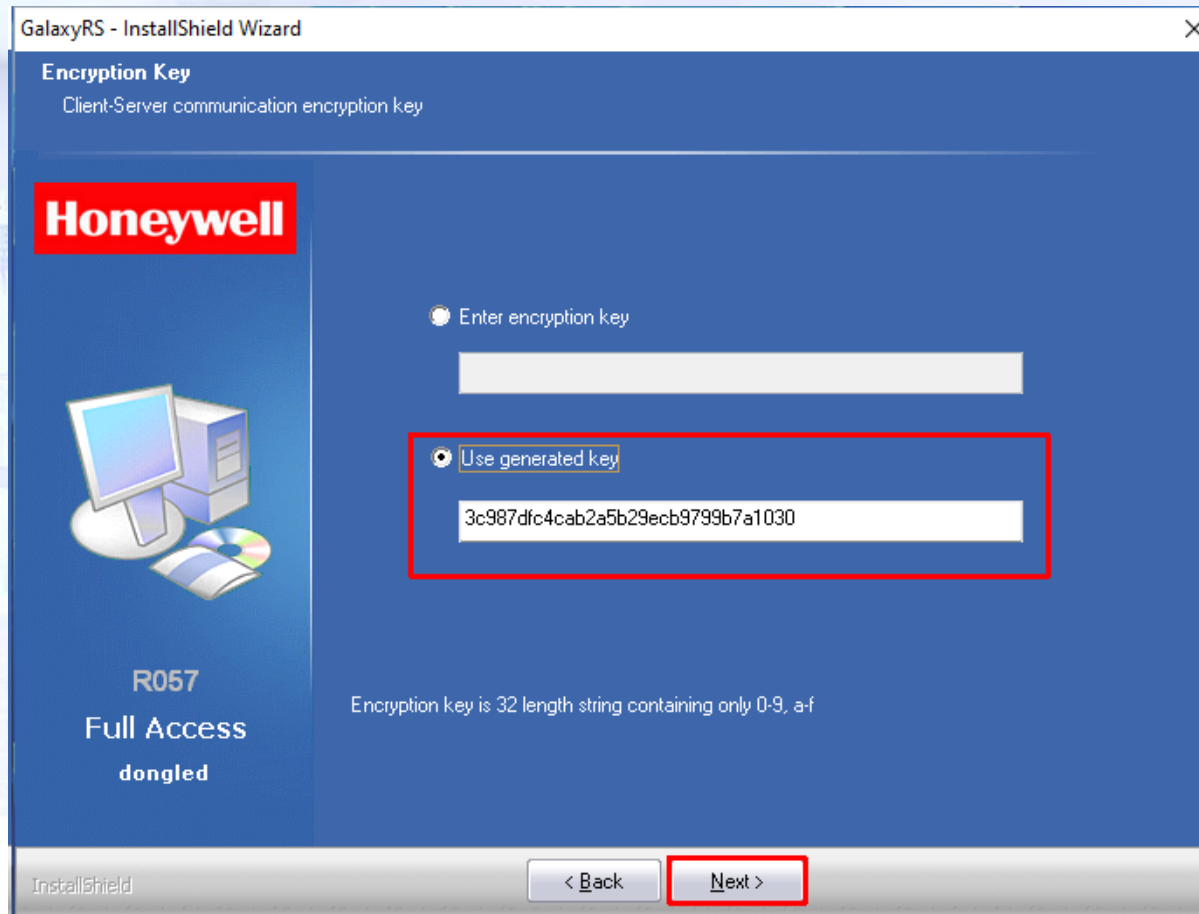 GalaxyRS - InstallShield Wizard
Encryption Key
Client-Server communication encryption key
Honeywell
Enter encryption key
Use generated key
3c987dfc4cab2a5b29ecb9799b7a1030
R057
Full Access
dongled
Encryption key is 32 length string containing only 0-9, a-f
InstallShield
< Back
Next >